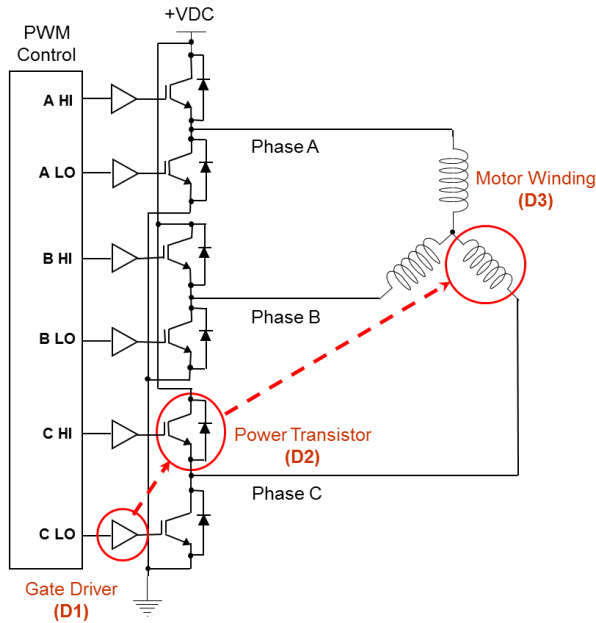 +VDC
PWM
Control
A HI
Phase A
A LO
Motor Winding
(D3)
B HI
Phase B
B LO
C HI
Power Transistor
(D2)
Phase C
C LO
Gate Driver
(D1)